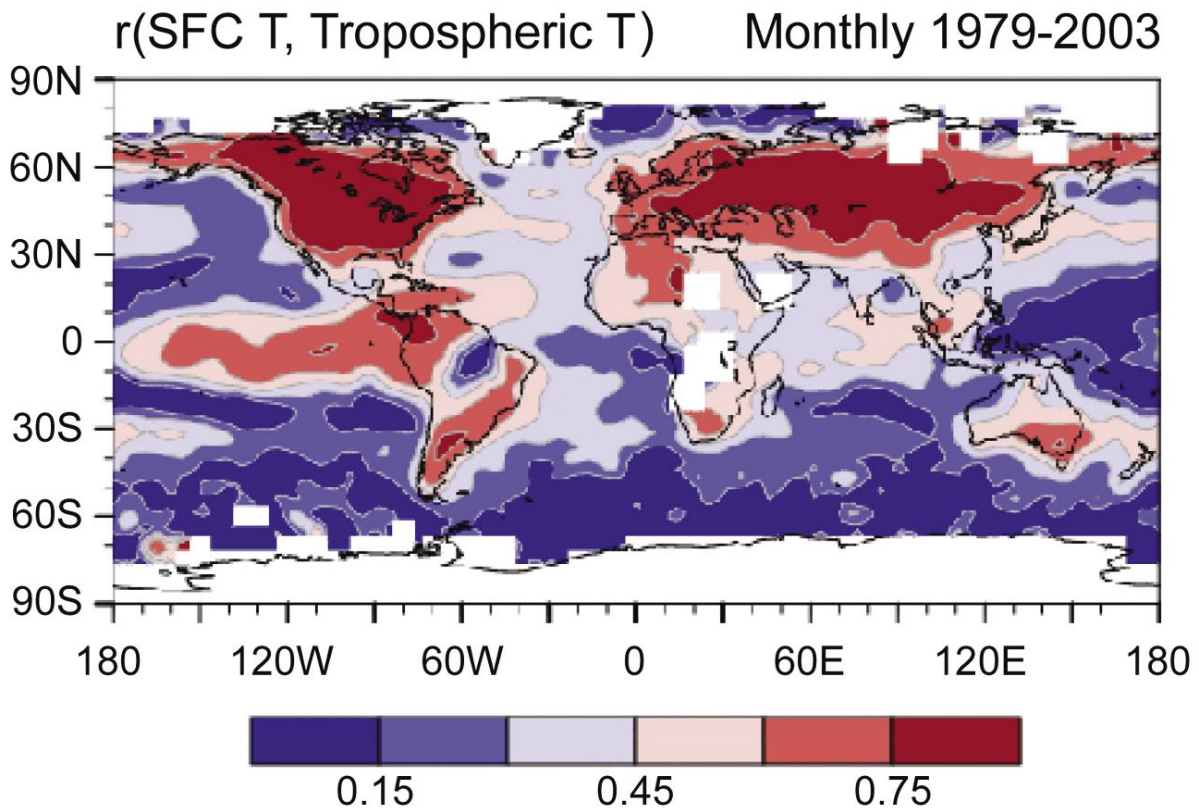 r(SFC T, Tropospheric T) Monthly 1979-2003
90N
60N
30N
0
30S
60S
90S
180 120W 60W 0 60E 120E 180
0.15 0.45 0.75